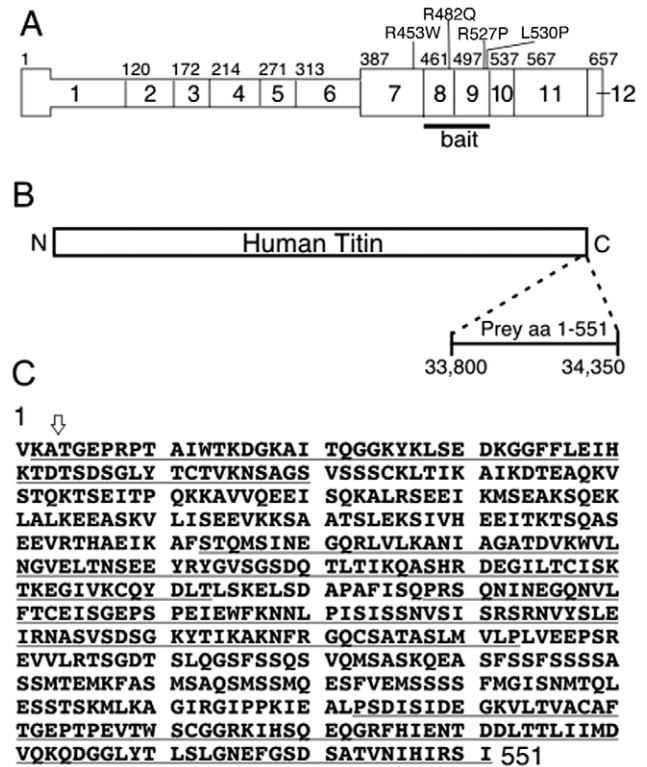 A
R482Q
R453W R527P L530P
1 120 172 214 271 313 387 461 497 537 567 657
1 2 3 4 5 6 7 8 9 10 11 12
bait
B
N Human Titin C
Prey aa 1-551
33,800 34,350
C
1
VKATGEPRPT AIWTKDGKAI TQGGKYKLSE DKGGFFLEIH
KTDTSDSGLY TCTVKNSAGS VSSSCKLTIK AIKDTEAQKV
STQKTSEITP QKKAVVQEEI SQKALRSEEI KMSEAKSQEK
LALKEEASKV LISEEVKKSA ATSLEKSIVH EEITKTSQAS
EEVRTHAEIK AFSTQMSINE GQRLVLKANI AGATDVKWVL
NGVELTNSEE YRYGVSGSDQ TLTIKQASHR DEGILTCISK
TKEGIVKCQY DLTLSKELSD APAFISQPRS QNINEGQNVL
FTCEISGEPS PEIEWFKNNL PISISSNVSI SRSRNVYSLE
IRNASVSDSG KYTIKAKNFR GQCSATASLM VLPLVEEPSR
EVVLRTSGDT SLQGSFSSQS VQMSASKQEA SFSSFSSSSA
SSMTEMKFAS MSAQSMSSMQ ESFVEMSSSS FMGISNMTQL
ESSTSKMLKA GIRGIPPKIE ALPSDISIDE GKVLTVACAF
TGEPTPEVTW SCGGRKIHSQ EQGRFHIENT DDLTTLIIMD
VQKQDGGLYT LSLGNEFGSD SATVNIHIRS I 551